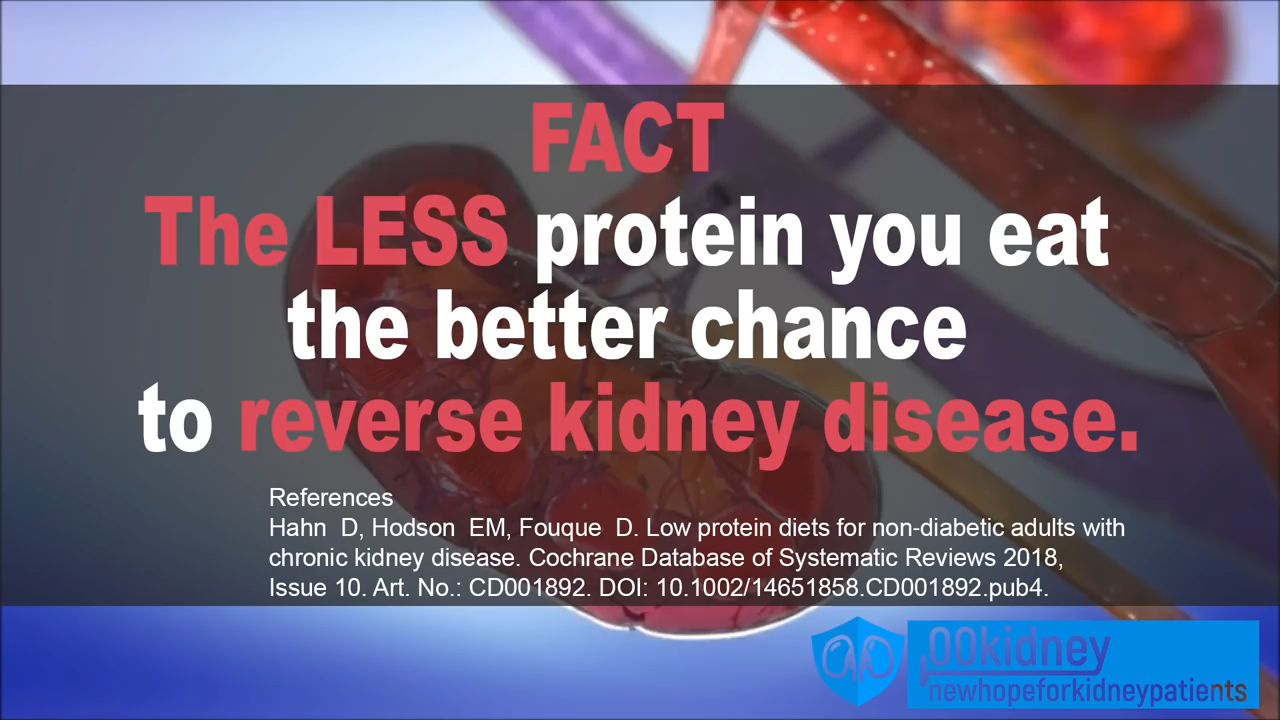 FACT
The LESS protein you eat
the better chance
to reverse kidney disease.
References
Hahn  D, Hodson  EM, Fouque  D. Low protein diets for non-diabetic adults with
chronic kidney disease. Cochrane Database of Systematic Reviews 2018,
Issue 10. Art. No.: CD001892. DOI: 10.1002/14651858.CD001892.pub4.
00kidney
newhopeforkidneypatients